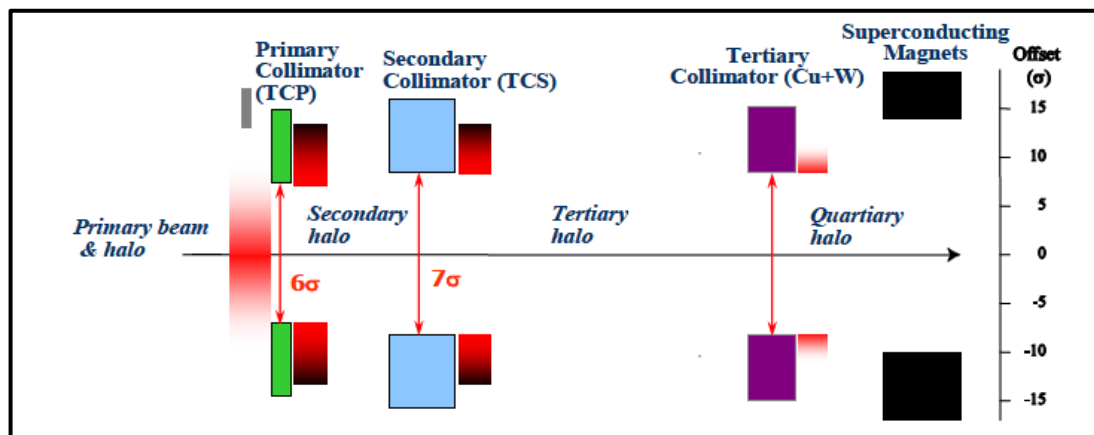 Primary
Collimator
(TCP)
Secondary
Collimator (TCS)
Tertiary
Collimator (Cu+W)
Superconducting
Magnets
Offset
(σ)
15
10
5
0
-5
-10
-15
Primary beam
& halo
Secondary
halo
Tertiary
halo
Quartiary
halo
6σ
7σ